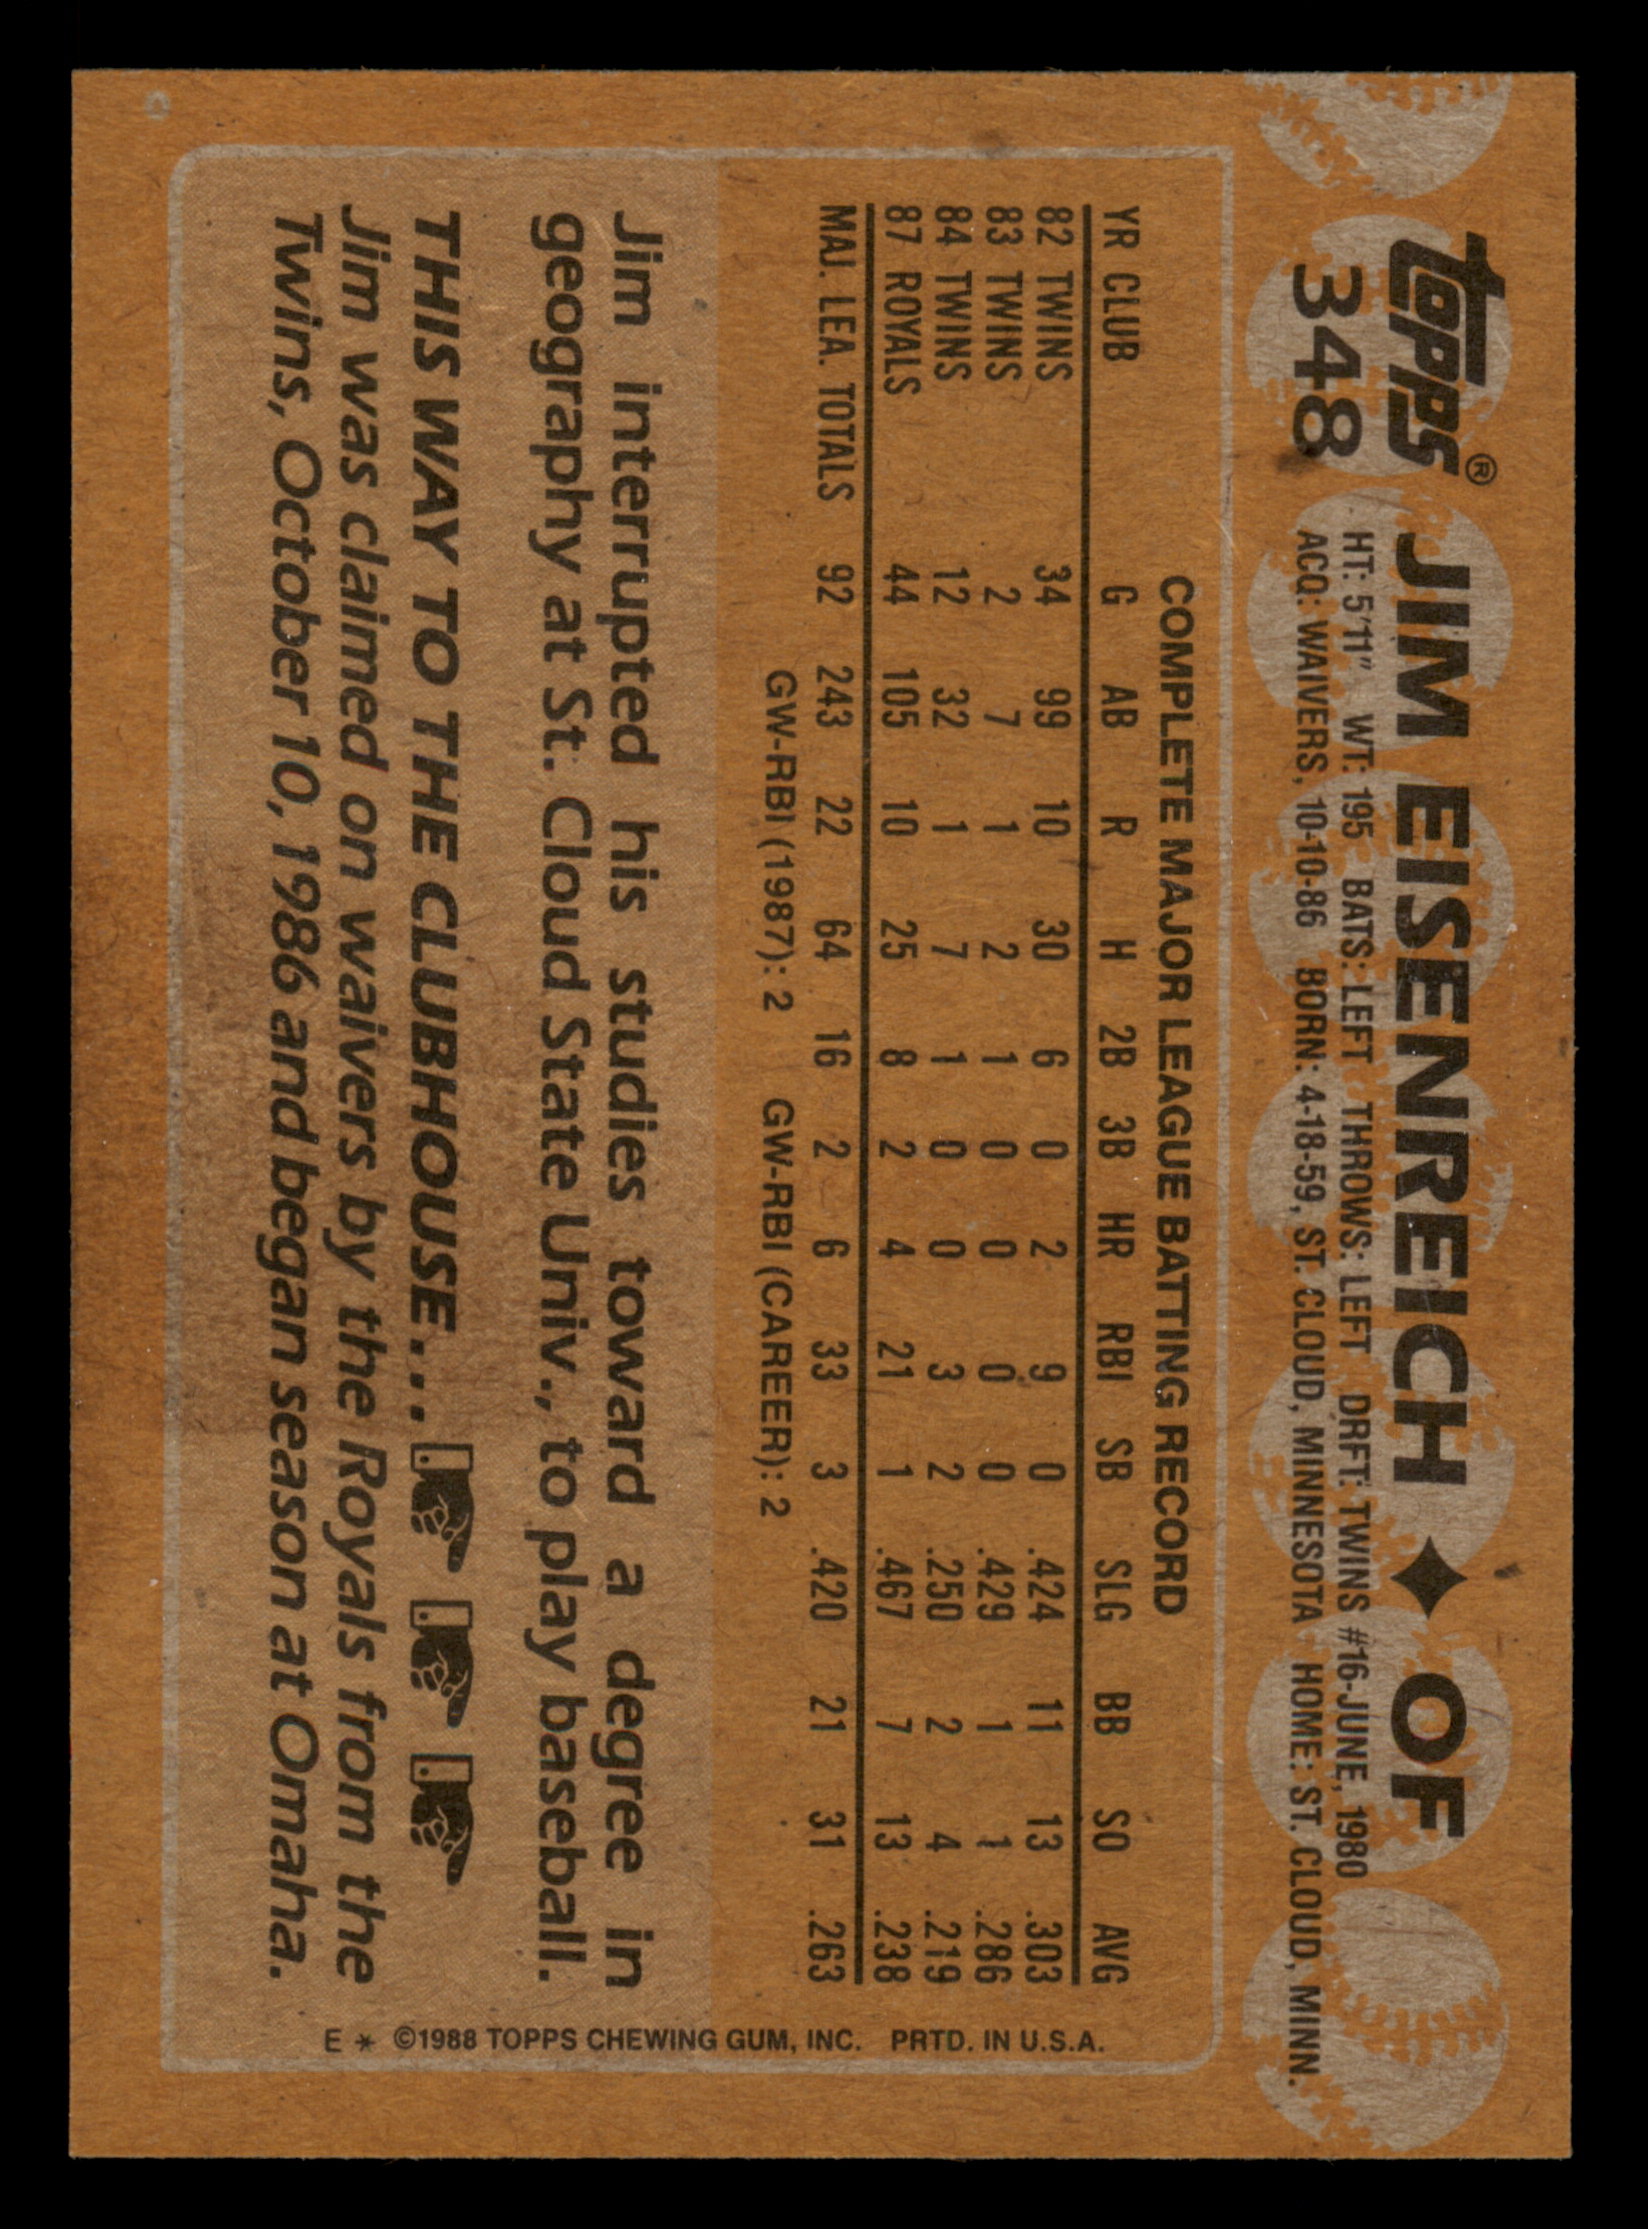 topps®
348
JIM EISENREICH ✦ OF
HT: 5'11" WT: 195 BATS: LEFT THROWS: LEFT DRFT: TWINS #16-JUNE, 1980
ACQ: WAIVERS, 10-10-86 BORN: 4-18-59, ST. CLOUD, MINNESOTA HOME: ST. CLOUD, MINN.
COMPLETE MAJOR LEAGUE BATTING RECORD
YR CLUB G AB R H 2B 3B HR RBI SB SLG BB SO AVG
82 TWINS 34 99 10 30 6 0 2 9 0 .424 11 13 .303
83 TWINS 2 7 1 2 1 0 0 0 0 .429 1 1 .286
84 TWINS 12 32 1 7 1 0 0 3 2 .250 2 4 .219
87 ROYALS 44 105 10 25 8 2 4 21 1 .467 7 13 .238
MAJ. LEA. TOTALS 92 243 22 64 16 2 6 33 3 .420 21 31 .263
GW-RBI (1987): 2 GW-RBI (CAREER): 2
Jim interrupted his studies toward a degree in
geography at St. Cloud State Univ., to play baseball.
THIS WAY TO THE CLUBHOUSE...
Jim was claimed on waivers by the Royals from the
Twins, October 10, 1986 and began season at Omaha.
E * ©1988 TOPPS CHEWING GUM, INC. PRTD. IN U.S.A.